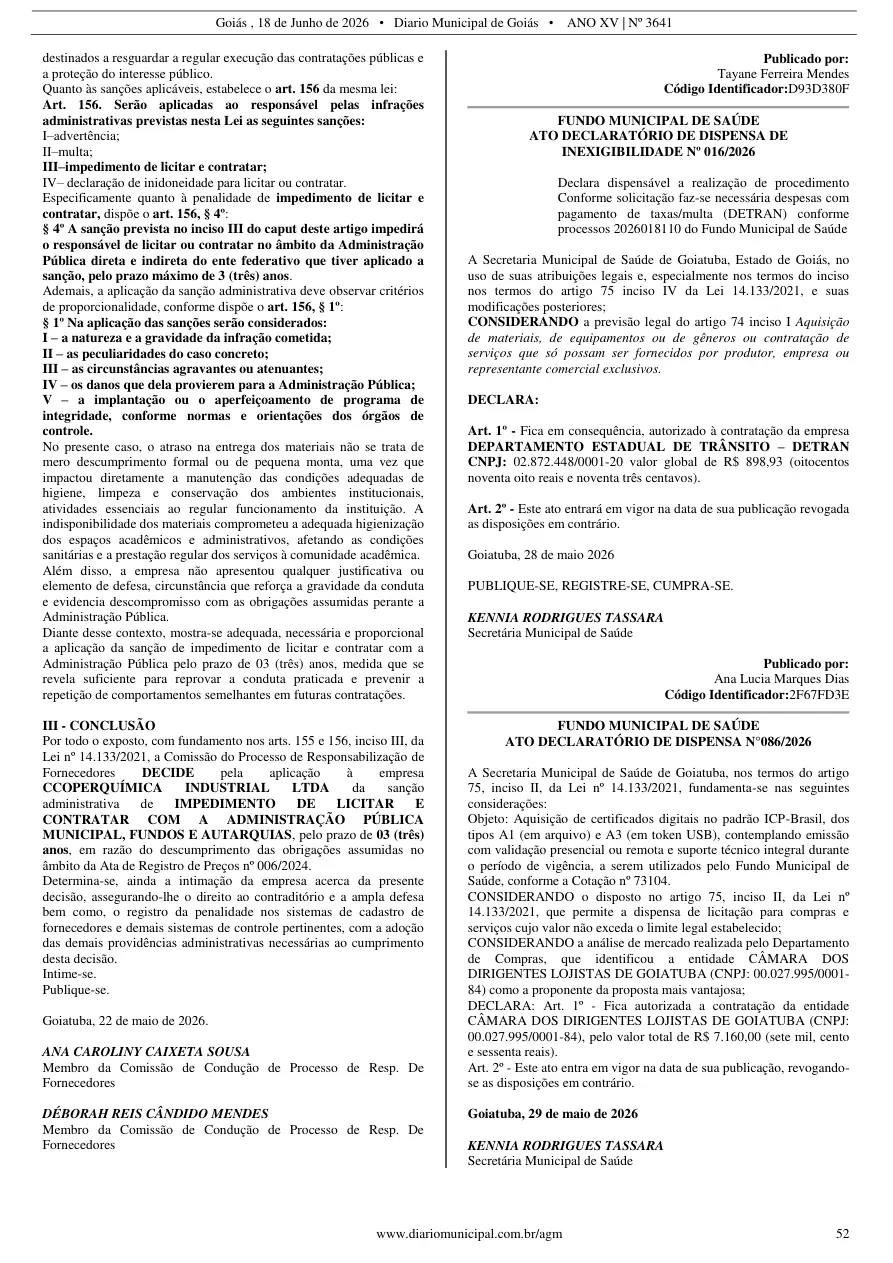 Goiás , 18 de Junho de 2026 • Diario Municipal de Goiás • ANO XV | Nº 3641
destinados a resguardar a regular execução das contratações públicas e
a proteção do interesse público.
Quanto às sanções aplicáveis, estabelece o art. 156 da mesma lei:
Art. 156. Serão aplicadas ao responsável pelas infrações
administrativas previstas nesta Lei as seguintes sanções:
I–advertência;
II–multa;
III–impedimento de licitar e contratar;
IV– declaração de inidoneidade para licitar ou contratar.
Especificamente quanto à penalidade de impedimento de licitar e
contratar, dispõe o art. 156, § 4º:
§ 4º A sanção prevista no inciso III do caput deste artigo impedirá
o responsável de licitar ou contratar no âmbito da Administração
Pública direta e indireta do ente federativo que tiver aplicado a
sanção, pelo prazo máximo de 3 (três) anos.
Ademais, a aplicação da sanção administrativa deve observar critérios
de proporcionalidade, conforme dispõe o art. 156, § 1º:
§ 1º Na aplicação das sanções serão considerados:
I – a natureza e a gravidade da infração cometida;
II – as peculiaridades do caso concreto;
III – as circunstâncias agravantes ou atenuantes;
IV – os danos que dela provierem para a Administração Pública;
V – a implantação ou o aperfeiçoamento de programa de
integridade, conforme normas e orientações dos órgãos de
controle.
No presente caso, o atraso na entrega dos materiais não se trata de
mero descumprimento formal ou de pequena monta, uma vez que
impactou diretamente a manutenção das condições adequadas de
higiene, limpeza e conservação dos ambientes institucionais,
atividades essenciais ao regular funcionamento da instituição. A
indisponibilidade dos materiais comprometeu a adequada higienização
dos espaços acadêmicos e administrativos, afetando as condições
sanitárias e a prestação regular dos serviços à comunidade acadêmica.
Além disso, a empresa não apresentou qualquer justificativa ou
elemento de defesa, circunstância que reforça a gravidade da conduta
e evidencia descompromisso com as obrigações assumidas perante a
Administração Pública.
Diante desse contexto, mostra-se adequada, necessária e proporcional
a aplicação da sanção de impedimento de licitar e contratar com a
Administração Pública pelo prazo de 03 (três) anos, medida que se
revela suficiente para reprovar a conduta praticada e prevenir a
repetição de comportamentos semelhantes em futuras contratações.
III - CONCLUSÃO
Por todo o exposto, com fundamento nos arts. 155 e 156, inciso III, da
Lei nº 14.133/2021, a Comissão do Processo de Responsabilização de
Fornecedores DECIDE pela aplicação à empresa
CCOPERQUÍMICA INDUSTRIAL LTDA da sanção
administrativa de IMPEDIMENTO DE LICITAR E
CONTRATAR COM A ADMINISTRAÇÃO PÚBLICA
MUNICIPAL, FUNDOS E AUTARQUIAS, pelo prazo de 03 (três)
anos, em razão do descumprimento das obrigações assumidas no
âmbito da Ata de Registro de Preços nº 006/2024.
Determina-se, ainda a intimação da empresa acerca da presente
decisão, assegurando-lhe o direito ao contraditório e a ampla defesa
bem como, o registro da penalidade nos sistemas de cadastro de
fornecedores e demais sistemas de controle pertinentes, com a adoção
das demais providências administrativas necessárias ao cumprimento
desta decisão.
Intime-se.
Publique-se.
Goiatuba, 22 de maio de 2026.
ANA CAROLINY CAIXETA SOUSA
Membro da Comissão de Condução de Processo de Resp. De
Fornecedores
DÉBORAH REIS CÂNDIDO MENDES
Membro da Comissão de Condução de Processo de Resp. De
Fornecedores
Publicado por:
Tayane Ferreira Mendes
Código Identificador:D93D380F
FUNDO MUNICIPAL DE SAÚDE
ATO DECLARATÓRIO DE DISPENSA DE
INEXIGIBILIDADE Nº 016/2026
Declara dispensável a realização de procedimento
Conforme solicitação faz-se necessária despesas com
pagamento de taxas/multa (DETRAN) conforme
processos 2026018110 do Fundo Municipal de Saúde
A Secretaria Municipal de Saúde de Goiatuba, Estado de Goiás, no
uso de suas atribuições legais e, especialmente nos termos do inciso
nos termos do artigo 75 inciso IV da Lei 14.133/2021, e suas
modificações posteriores;
CONSIDERANDO a previsão legal do artigo 74 inciso I Aquisição
de materiais, de equipamentos ou de gêneros ou contratação de
serviços que só possam ser fornecidos por produtor, empresa ou
representante comercial exclusivos.
DECLARA:
Art. 1º - Fica em consequência, autorizado à contratação da empresa
DEPARTAMENTO ESTADUAL DE TRÂNSITO – DETRAN
CNPJ: 02.872.448/0001-20 valor global de R$ 898,93 (oitocentos
noventa oito reais e noventa três centavos).
Art. 2º - Este ato entrará em vigor na data de sua publicação revogada
as disposições em contrário.
Goiatuba, 28 de maio 2026
PUBLIQUE-SE, REGISTRE-SE, CUMPRA-SE.
KENNIA RODRIGUES TASSARA
Secretária Municipal de Saúde
Publicado por:
Ana Lucia Marques Dias
Código Identificador:2F67FD3E
FUNDO MUNICIPAL DE SAÚDE
ATO DECLARATÓRIO DE DISPENSA N°086/2026
A Secretaria Municipal de Saúde de Goiatuba, nos termos do artigo
75, inciso II, da Lei nº 14.133/2021, fundamenta-se nas seguintes
considerações:
Objeto: Aquisição de certificados digitais no padrão ICP-Brasil, dos
tipos A1 (em arquivo) e A3 (em token USB), contemplando emissão
com validação presencial ou remota e suporte técnico integral durante
o período de vigência, a serem utilizados pelo Fundo Municipal de
Saúde, conforme a Cotação nº 73104.
CONSIDERANDO o disposto no artigo 75, inciso II, da Lei nº
14.133/2021, que permite a dispensa de licitação para compras e
serviços cujo valor não exceda o limite legal estabelecido;
CONSIDERANDO a análise de mercado realizada pelo Departamento
de Compras, que identificou a entidade CÂMARA DOS
DIRIGENTES LOJISTAS DE GOIATUBA (CNPJ: 00.027.995/0001-
84) como a proponente da proposta mais vantajosa;
DECLARA: Art. 1º - Fica autorizada a contratação da entidade
CÂMARA DOS DIRIGENTES LOJISTAS DE GOIATUBA (CNPJ:
00.027.995/0001-84), pelo valor total de R$ 7.160,00 (sete mil, cento
e sessenta reais).
Art. 2º - Este ato entra em vigor na data de sua publicação, revogando-
se as disposições em contrário.
Goiatuba, 29 de maio de 2026
KENNIA RODRIGUES TASSARA
Secretária Municipal de Saúde
www.diariomunicipal.com.br/agm
52